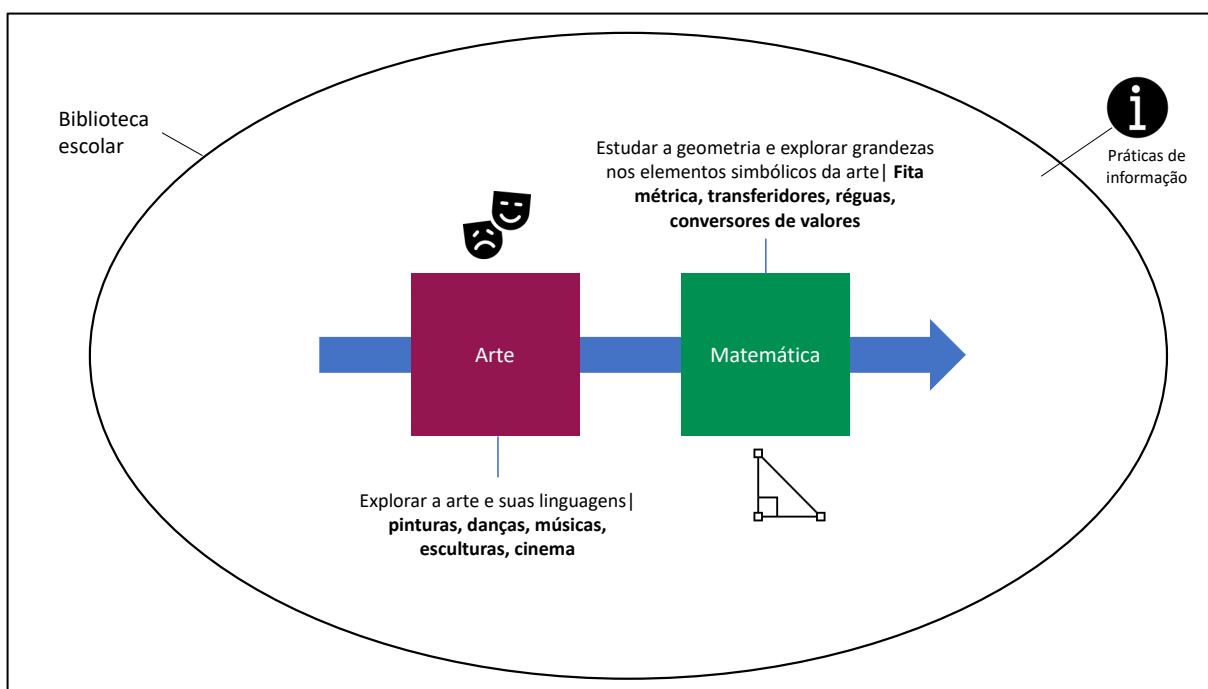 Biblioteca
escolar
Práticas de
informação
Estudar a geometria e explorar grandezas
nos elementos simbólicos da arte| Fita
métrica, transferidores, réguas,
conversores de valores
Arte
Matemática
Explorar a arte e suas linguagens|
pinturas, danças, músicas,
esculturas, cinema